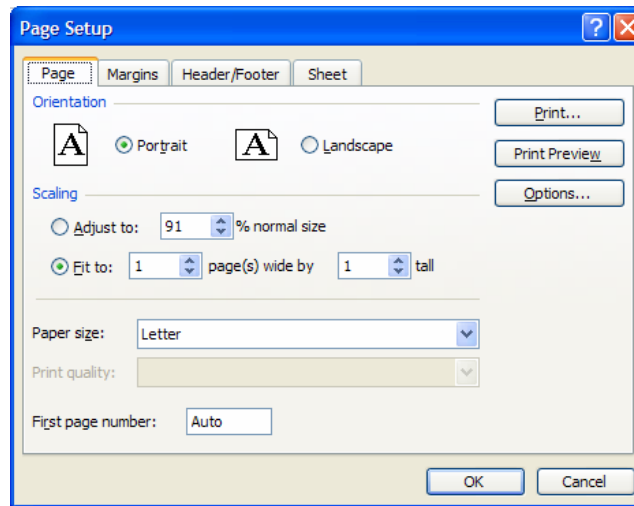 Page Setup
Page Margins Header/Footer Sheet
Orientation
Print...
A Portrait A Landscape
Print Preview
Scaling
Options...
Adjust to: 91 % normal size
Fit to: 1 page(s) wide by 1 tall
Paper size: Letter
Print quality:
First page number: Auto
OK Cancel